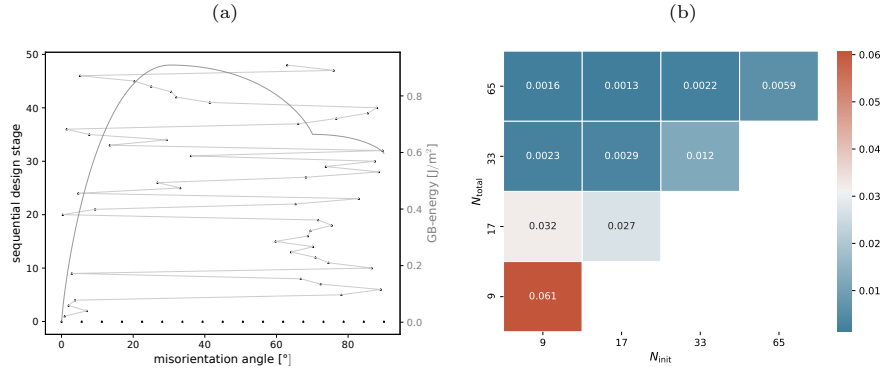 (a)
(b)
50
40
30
20
10
0
sequential design stage
0
20
40
60
80
misorientation angle [°]
0.8
0.6
0.4
0.2
0.0
GB-energy [J/m²]
65
33
17
9
N_total
0.0016 0.0013 0.0022 0.0059
0.0023 0.0029 0.012
0.032 0.027
0.061
9 17 33 65
N_init
0.06
0.05
0.04
0.03
0.02
0.01